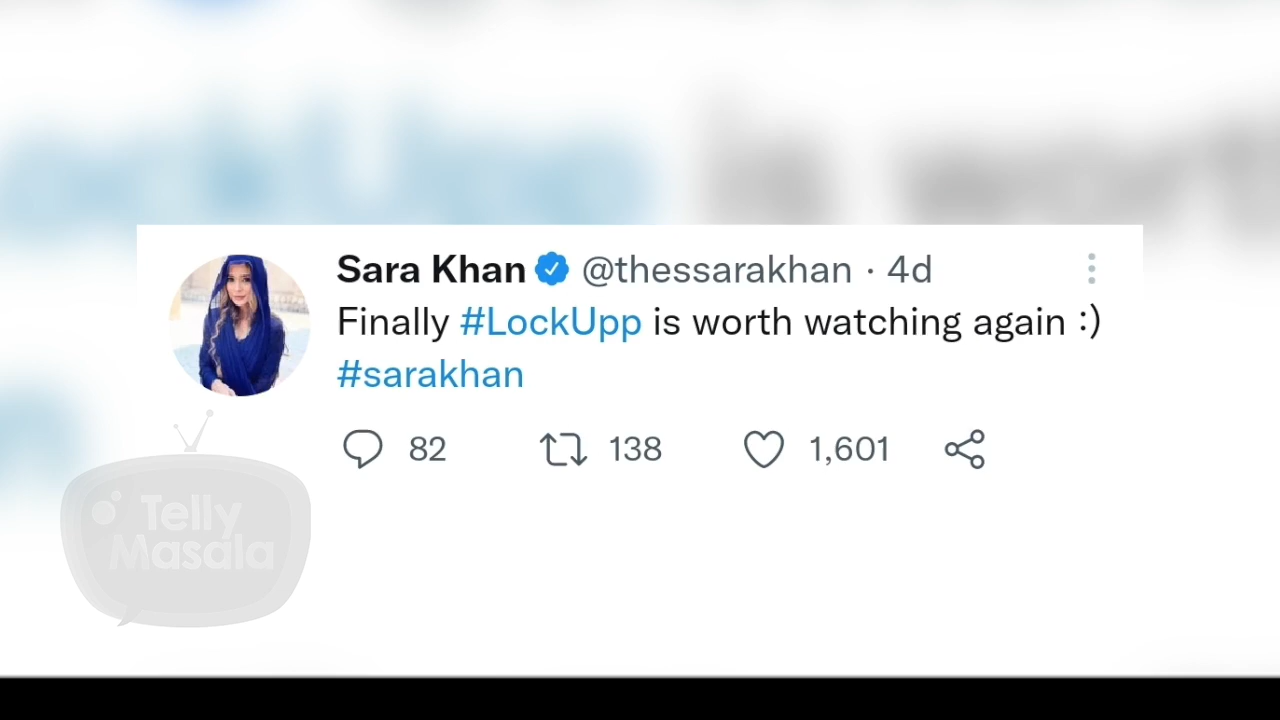 Sara Khan @thessarakhan · 4d
Finally #LockUpp is worth watching again :)
#sarakhan
82 138 1,601
Telly
Masala